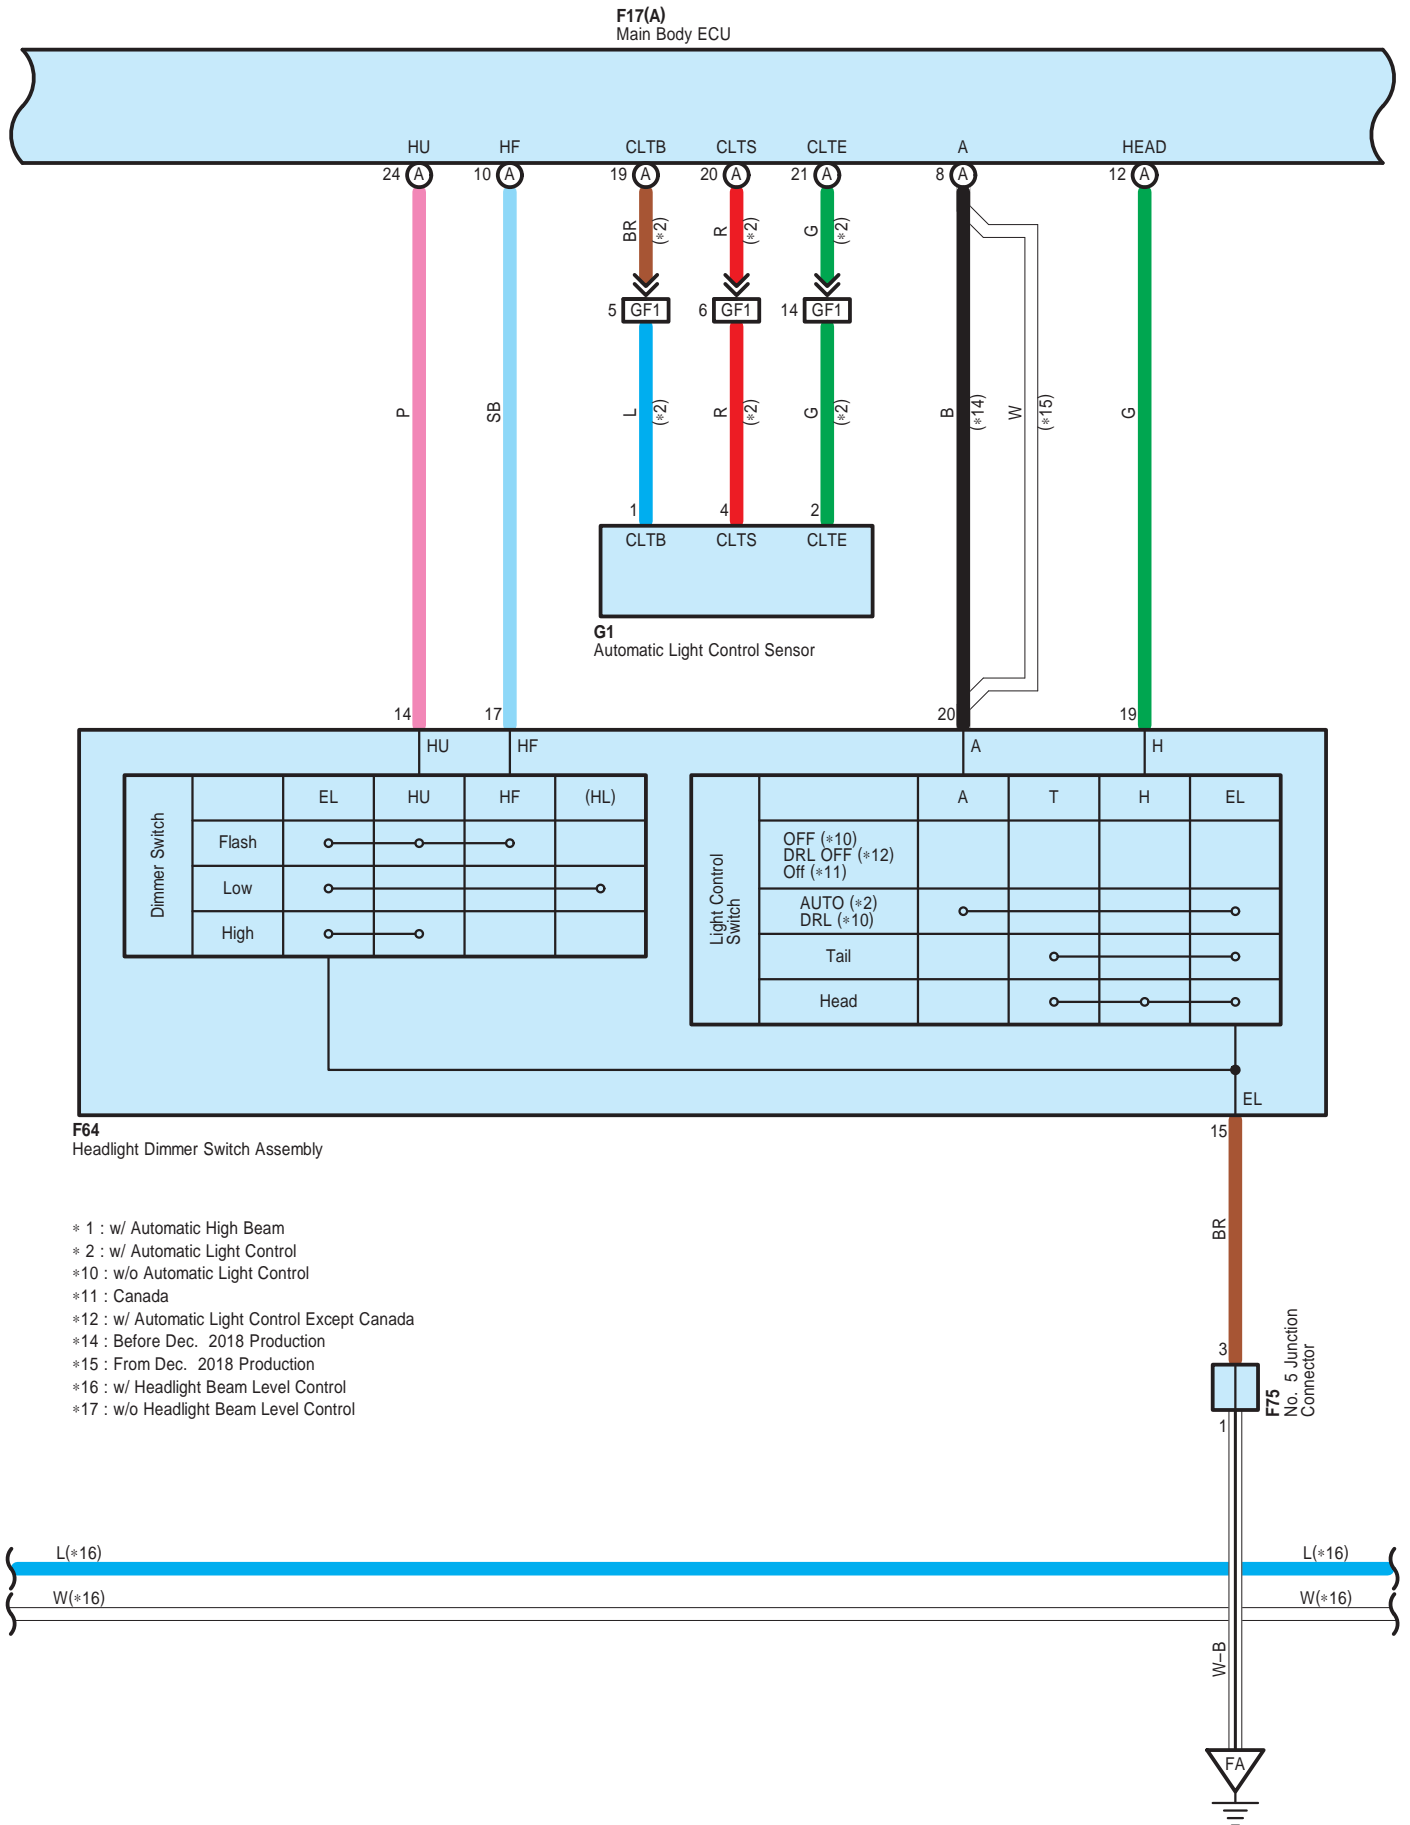 F17(A)
Main Body ECU
HU HF CLTB CLTS CLTE A HEAD
24 A 10 A 19 A 20 A 21 A 8 A 12 A
BR (*2) R (*2) G (*2)
5 GF1 6 GF1 14 GF1
P SB L (*2) R (*2) G (*2) B (*14) W (*15) G
1 4 2
CLTB CLTS CLTE
G1
Automatic Light Control Sensor
14 17 20 19
HU HF A H
Dimmer Switch
EL HU HF (HL)
Flash
Low
High
Light Control
Switch
A T H EL
OFF (*10)
DRL OFF (*12)
Off (*11)
AUTO (*2)
DRL (*10)
Tail
Head
EL
F64
Headlight Dimmer Switch Assembly
15
BR
* 1 : w/ Automatic High Beam
* 2 : w/ Automatic Light Control
*10 : w/o Automatic Light Control
*11 : Canada
*12 : w/ Automatic Light Control Except Canada
*14 : Before Dec. 2018 Production
*15 : From Dec. 2018 Production
*16 : w/ Headlight Beam Level Control
*17 : w/o Headlight Beam Level Control
3
F75
No. 5 Junction
Connector
1
L(*16) L(*16)
W(*16) W(*16)
W–B
FA